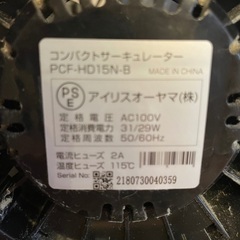 コンパクトサーキュレーター
PCF-HD15N-B MADE IN CHINA
PSE アイリスオーヤマ(株)
定格電圧 AC100V
定格消費電力 31/29W
定格周波数 50/60Hz
電流ヒューズ 2A
温度ヒューズ 115℃
Serial No.: 2180730040359